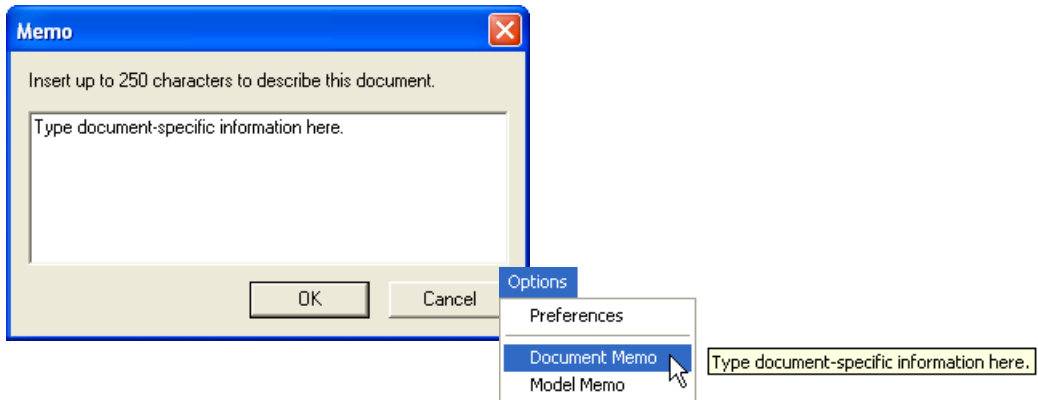 Memo
Insert up to 250 characters to describe this document.
Type document-specific information here.
OK
Cancel
Options
Preferences
Document Memo
Type document-specific information here.
Model Memo